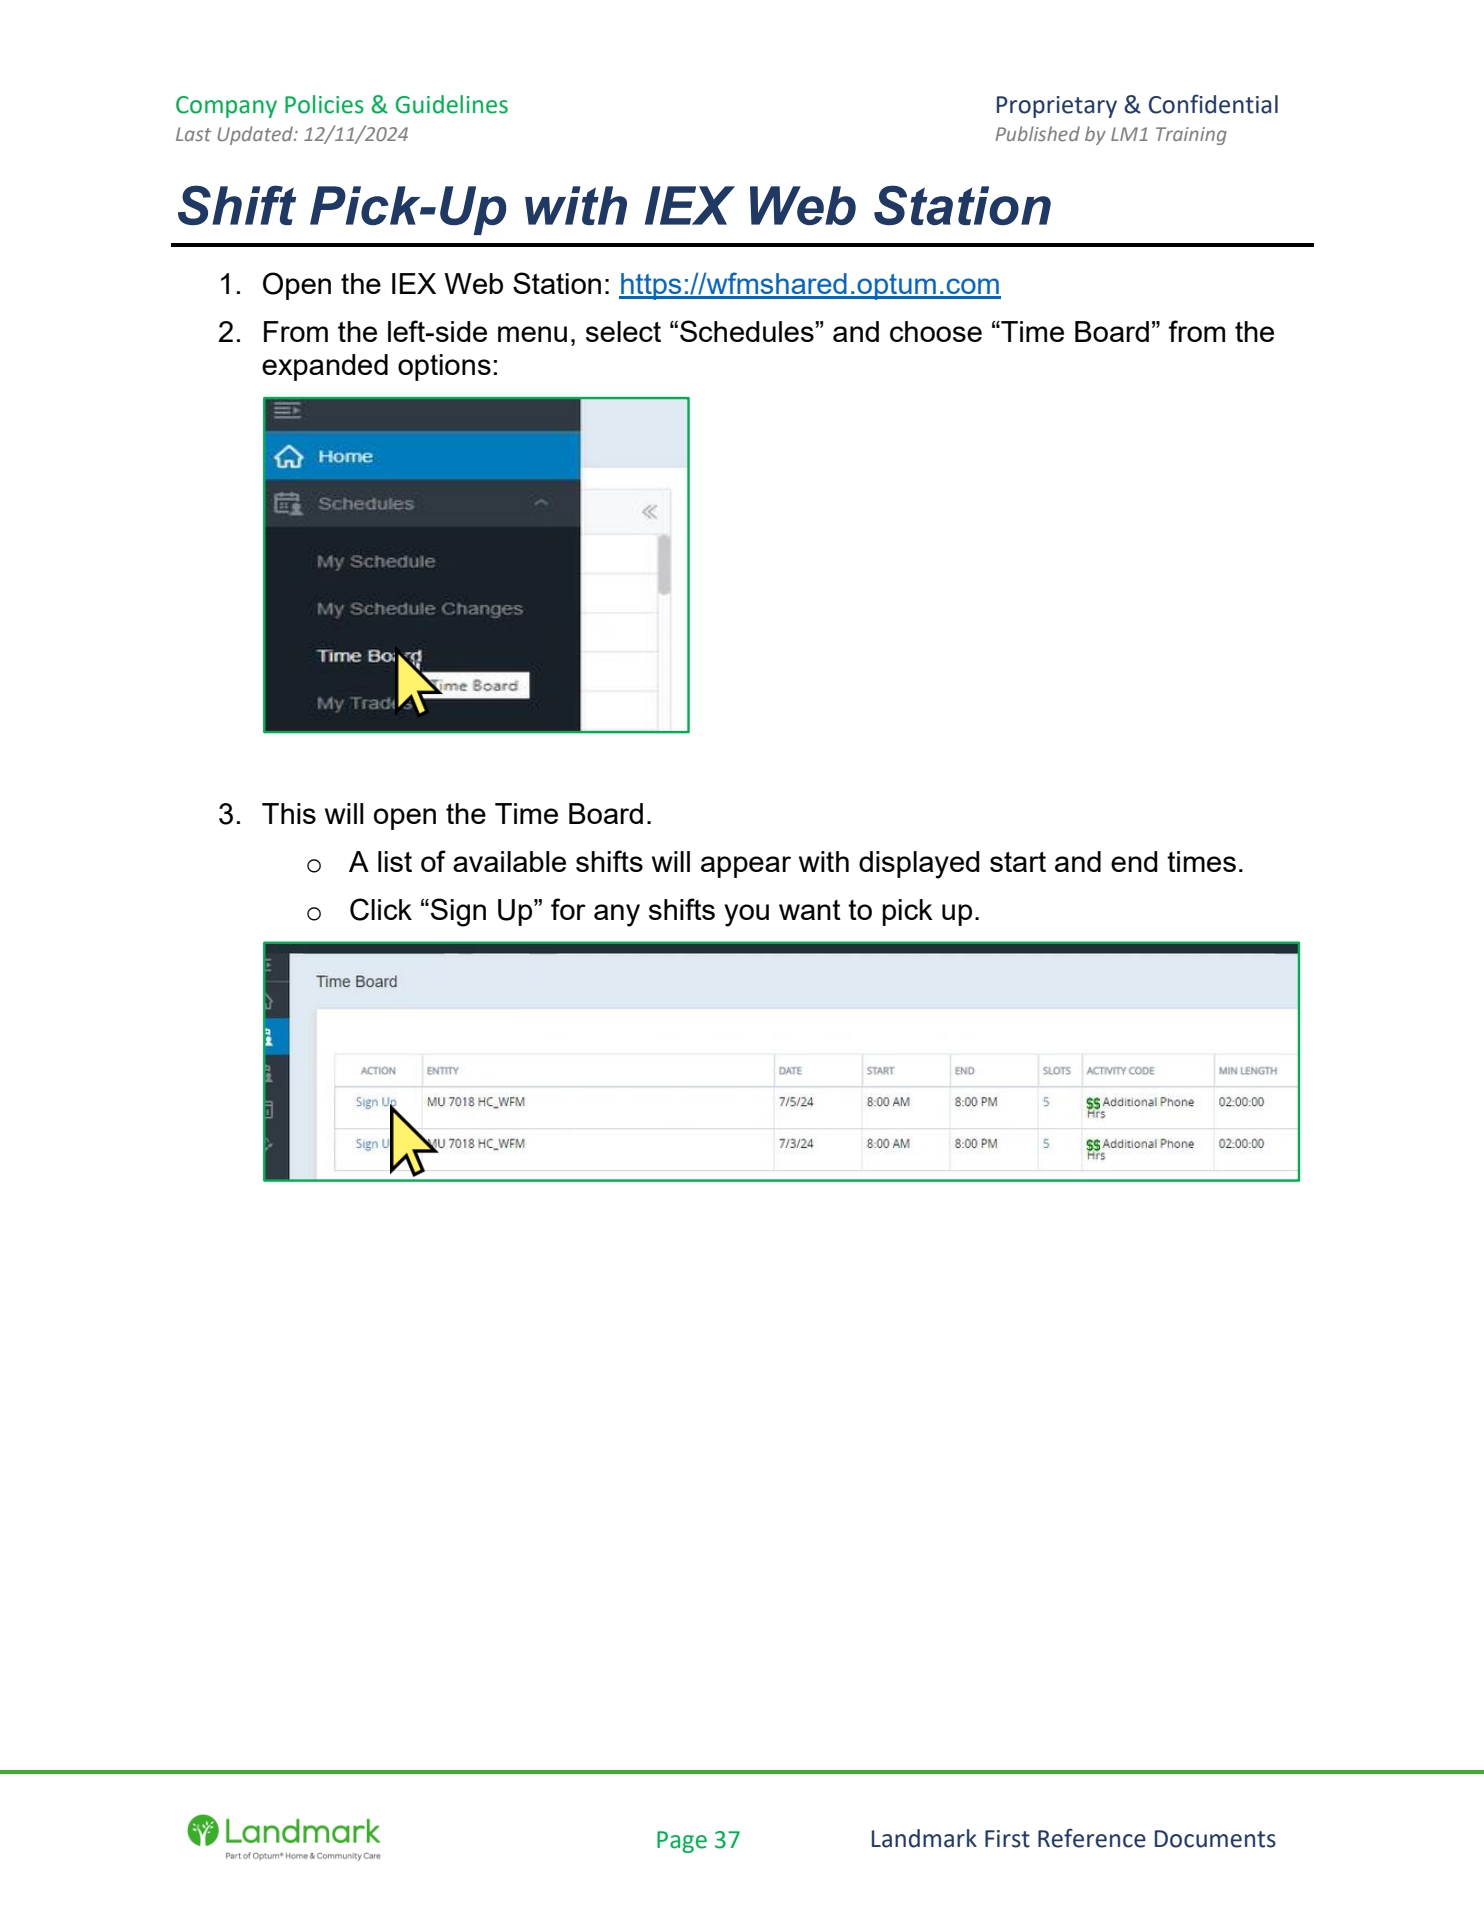 Company Policies & Guidelines
Proprietary & Confidential
Last Updated: 12/11/2024
Published by LM1 Training
Shift Pick-Up with IEX Web Station
1. Open the IEX Web Station: https://wfmshared.optum.com
2. From the left-side menu, select “Schedules” and choose “Time Board” from the
expanded options:
Home
Schedules
My Schedule
My Schedule Changes
Time Board
Time Board
My Trades
3. This will open the Time Board.
o A list of available shifts will appear with displayed start and end times.
o Click “Sign Up” for any shifts you want to pick up.
Time Board
ACTION ENTITY DATE START END SLOTS ACTIVITY CODE MIN LENGTH
Sign Up MU 7018 HC_WFM 7/5/24 8:00 AM 8:00 PM 5 $$ Additional Phone 02:00:00
Hrs
Sign U MU 7018 HC_WFM 7/3/24 8:00 AM 8:00 PM 5 $$ Additional Phone 02:00:00
Hrs
Landmark
Part of Optum® Home & Community Care
Page 37
Landmark First Reference Documents